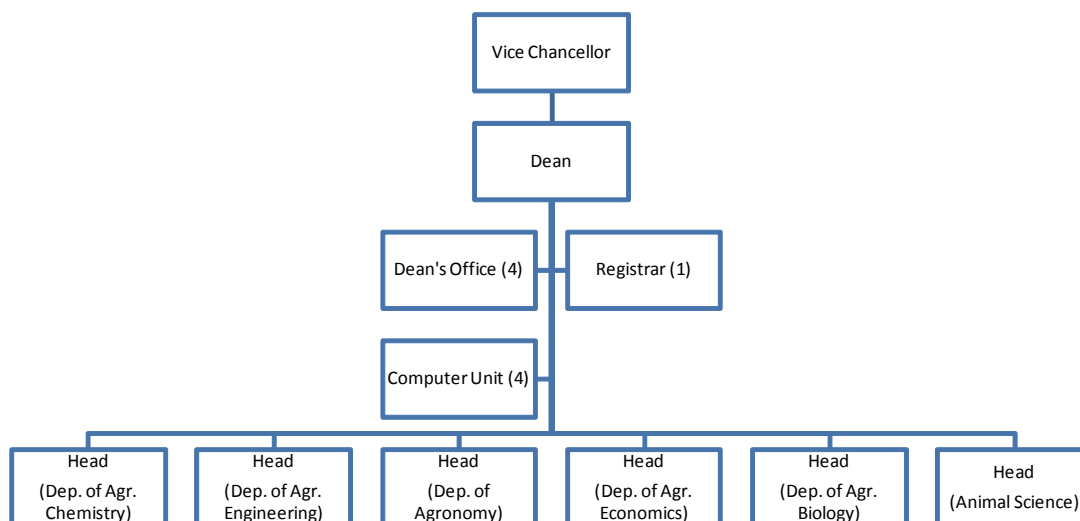 Vice Chancellor
Dean
Dean's Office (4)
Registrar (1)
Computer Unit (4)
Head
(Dep. of Agr.
Chemistry)
Head
(Dep. of Agr.
Engineering)
Head
(Dep. of
Agronomy)
Head
(Dep. of Agr.
Economics)
Head
(Dep. of Agr.
Biology)
Head
(Animal Science)